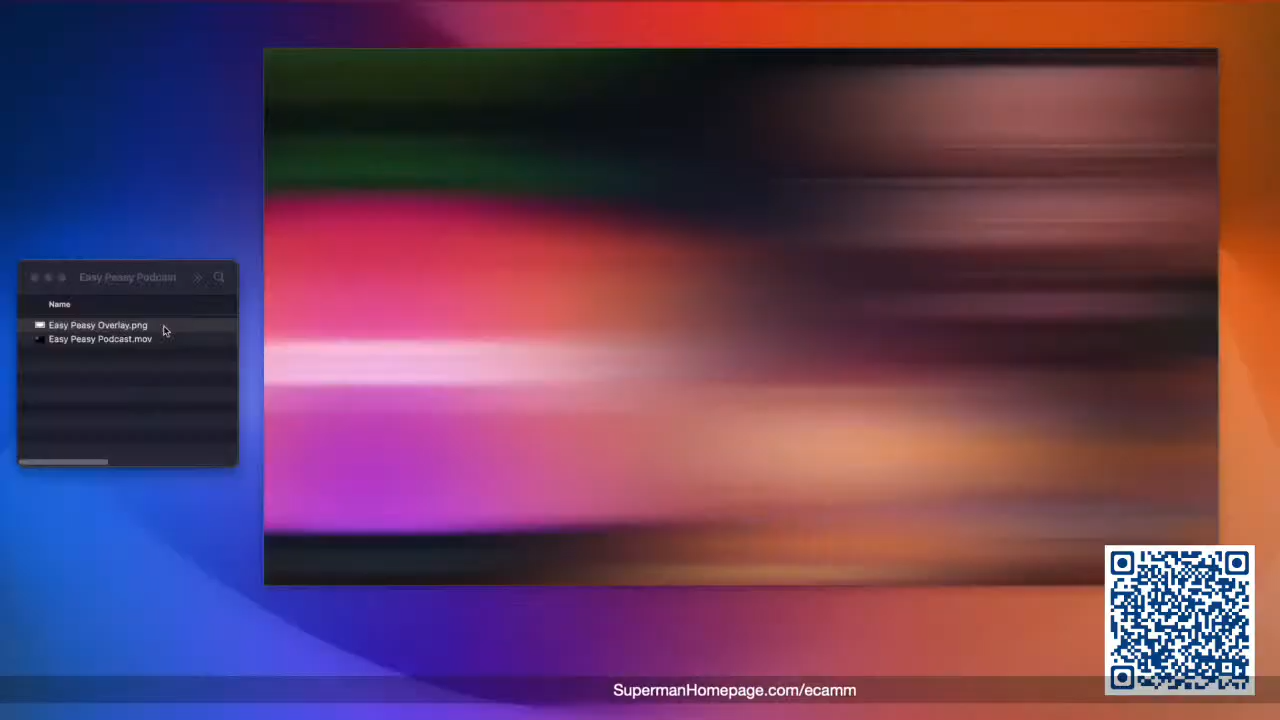 Easy Peasy Podcast
Name
Easy Peasy Overlay.png
Easy Peasy Podcast.mov
SupermanHomepage.com/ecamm